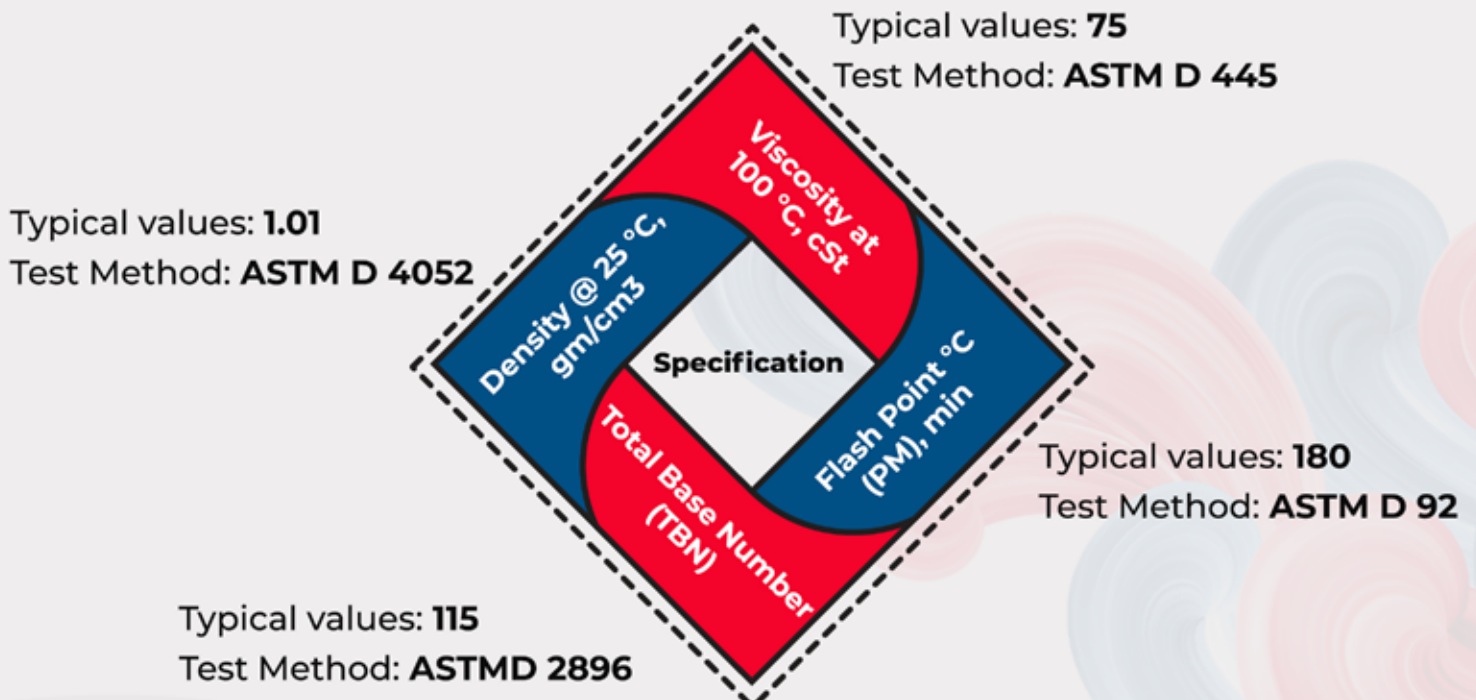 Typical values: 75
Test Method: ASTM D 445
Viscosity at
100 °C, cSt
Typical values: 1.01
Test Method: ASTM D 4052
Density @ 25 °C,
gm/cm3
Specification
Flash Point °C
(PM), min
Typical values: 180
Test Method: ASTM D 92
Total Base Number
(TBN)
Typical values: 115
Test Method: ASTMD 2896